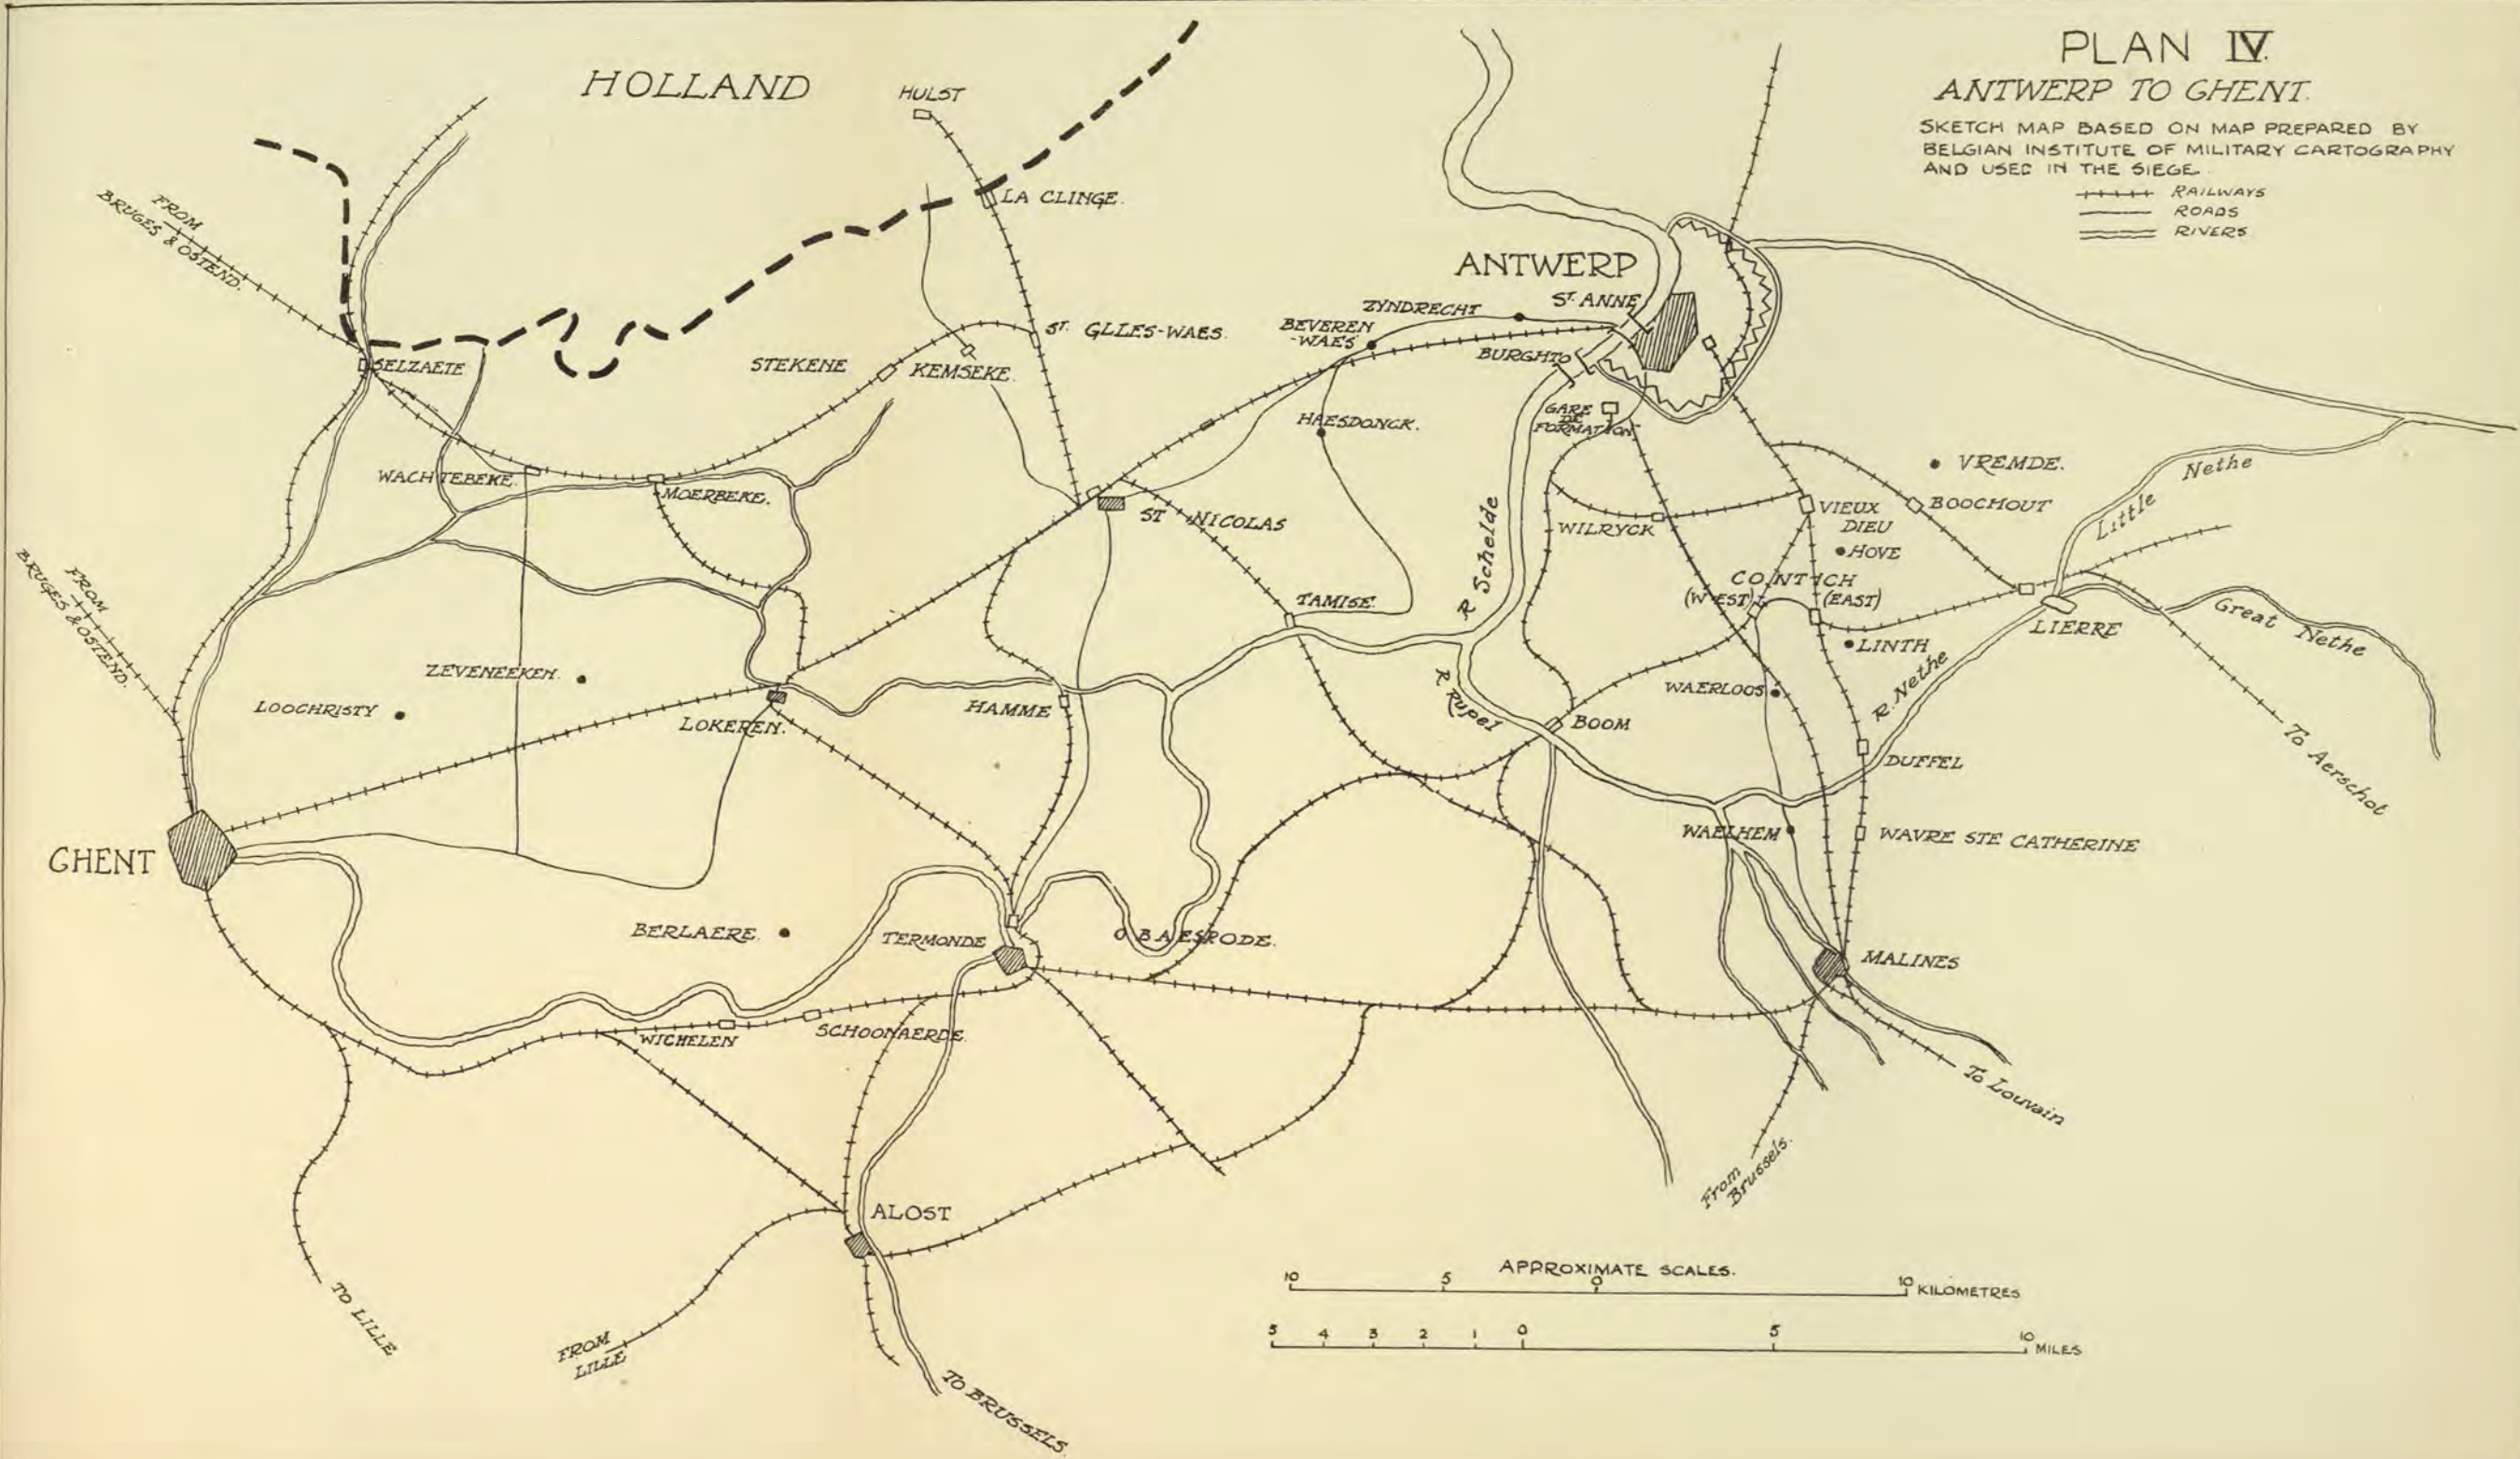 PLAN IV.
ANTWERP TO GHENT.
SKETCH MAP BASED ON MAP PREPARED BY
BELGIAN INSTITUTE OF MILITARY CARTOGRAPHY
AND USED IN THE SIEGE.
RAILWAYS
ROADS
RIVERS
HOLLAND
HULST
LA CLINGE.
FROM
BRUGES & OSTEND.
ANTWERP
ST. ANNE
ZYNDRECHT
BEVEREN
-WAES
BURGHT
ST. GLLES-WAES.
SELZAETE
STEKENE
KEMSEKE.
HAESDONCK.
GARE
DE
FORMATION
VREMDE.
Nethe
Little
WACHTEBEKE.
MOERBEKE.
ST NICOLAS
R Schelde
WILRYCK
VIEUX
DIEU
BOOCHOUT
HOVE
FROM
BRUGES & OSTEND.
CONTICH
(WEST)
(EAST)
TAMISE.
LIERRE
Great Nethe
LINTH
ZEVENEEKEN.
LOOCHRISTY
LOKEREN.
HAMME
R Rupel
WAERLOOS
R. Nethe
BOOM
DUFFEL
To Aerschot
GHENT
WAELHEM
WAVRE STE CATHERINE
BERLAERE.
TERMONDE
BAESRODE.
MALINES
WICHELEN
SCHOONAERDE.
To Louvain
From
Brussels.
ALOST
TO LILLE
FROM
LILLE
TO BRUSSELS.
APPROXIMATE SCALES.
10 5 0 10 KILOMETRES
5 4 3 2 1 0 5 10 MILES